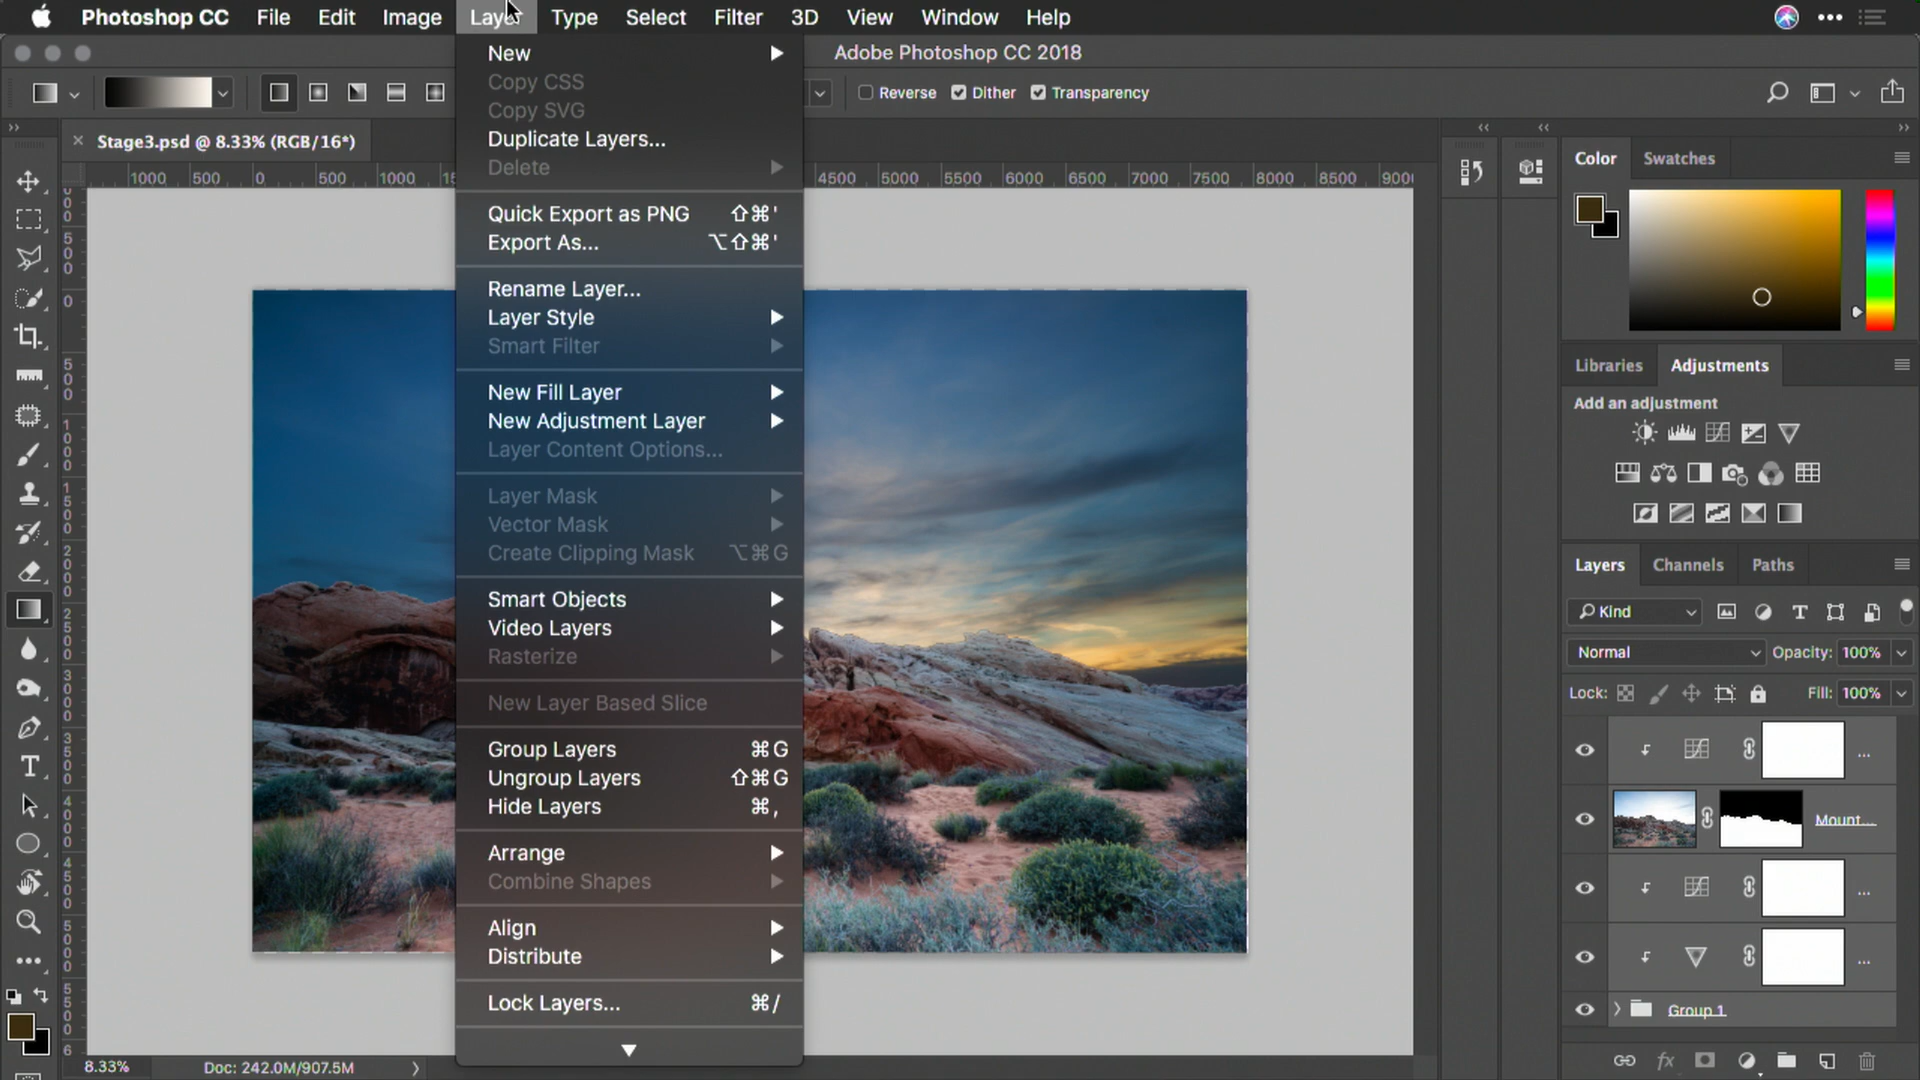 Photoshop CC File Edit Image Layer Type Select Filter 3D View Window Help
Adobe Photoshop CC 2018
Reverse Dither Transparency
Stage3.psd @ 8.33% (RGB/16*)
1000 500 0 500 1000 4500 5000 5500 6000 6500 7000 7500 8000 8500
New
Copy CSS
Copy SVG
Duplicate Layers...
Delete
Quick Export as PNG ⇧⌘'
Export As... ⌥⇧⌘'
Rename Layer...
Layer Style
Smart Filter
New Fill Layer
New Adjustment Layer
Layer Content Options...
Layer Mask
Vector Mask
Create Clipping Mask ⌥⌘G
Smart Objects
Video Layers
Rasterize
New Layer Based Slice
Group Layers ⌘G
Ungroup Layers ⇧⌘G
Hide Layers ⌘,
Arrange
Combine Shapes
Align
Distribute
Lock Layers... ⌘/
Color Swatches
Libraries Adjustments
Add an adjustment
Layers Channels Paths
Kind
Normal Opacity: 100%
Lock: Fill: 100%
...
Mount...
...
...
Group 1
8.33% Doc: 242.0M/907.5M